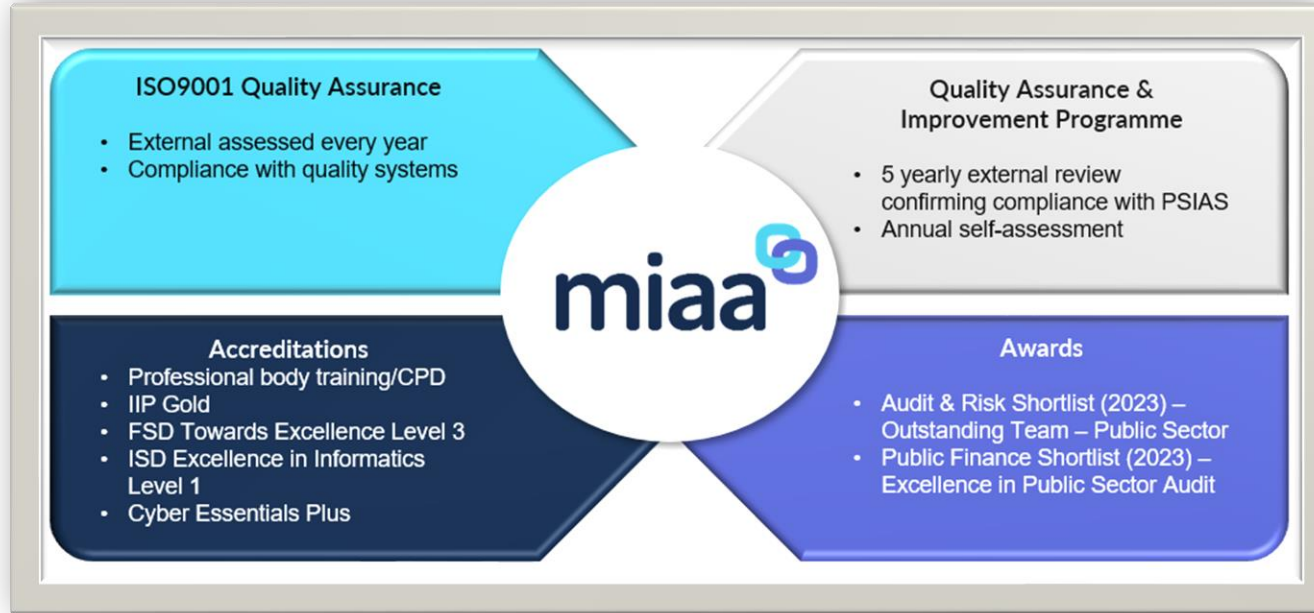 ISO9001 Quality Assurance
• External assessed every year
• Compliance with quality systems
Quality Assurance &
Improvement Programme
• 5 yearly external review
confirming compliance with PSIAS
• Annual self-assessment
miaa
Accreditations
• Professional body training/CPD
• IIP Gold
• FSD Towards Excellence Level 3
• ISD Excellence in Informatics
Level 1
• Cyber Essentials Plus
Awards
• Audit & Risk Shortlist (2023) –
Outstanding Team – Public Sector
• Public Finance Shortlist (2023) –
Excellence in Public Sector Audit